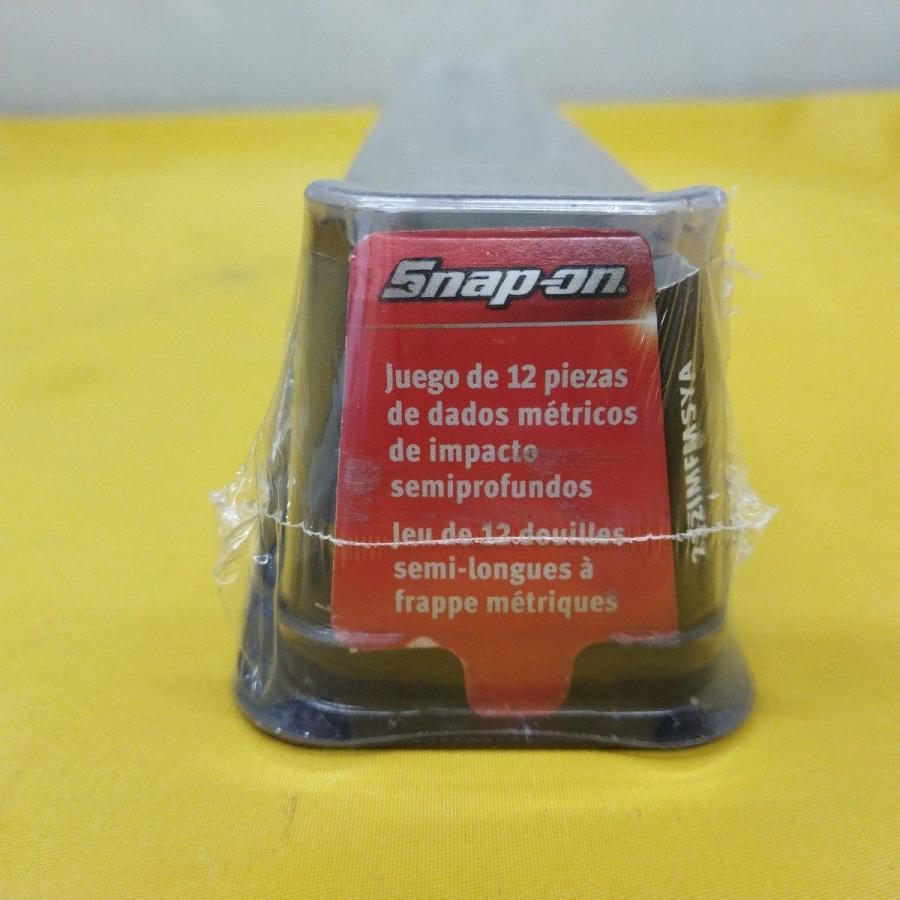 Snap-on
Juego de 12 piezas
de dados métricos
de impacto
semiprofundos
Jeu de 12 douilles
semi-longues à
frappe métriques